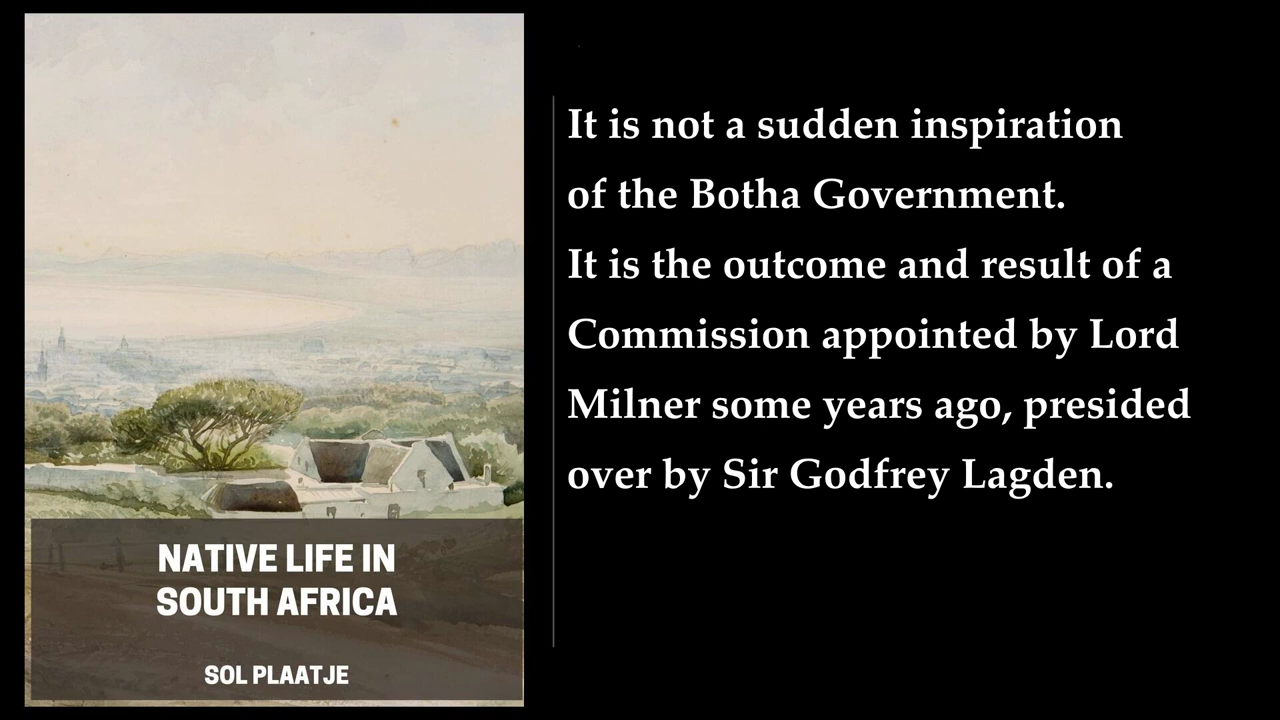 NATIVE LIFE IN
SOUTH AFRICA
SOL PLAATJE
It is not a sudden inspiration
of the Botha Government.
It is the outcome and result of a
Commission appointed by Lord
Milner some years ago, presided
over by Sir Godfrey Lagden.